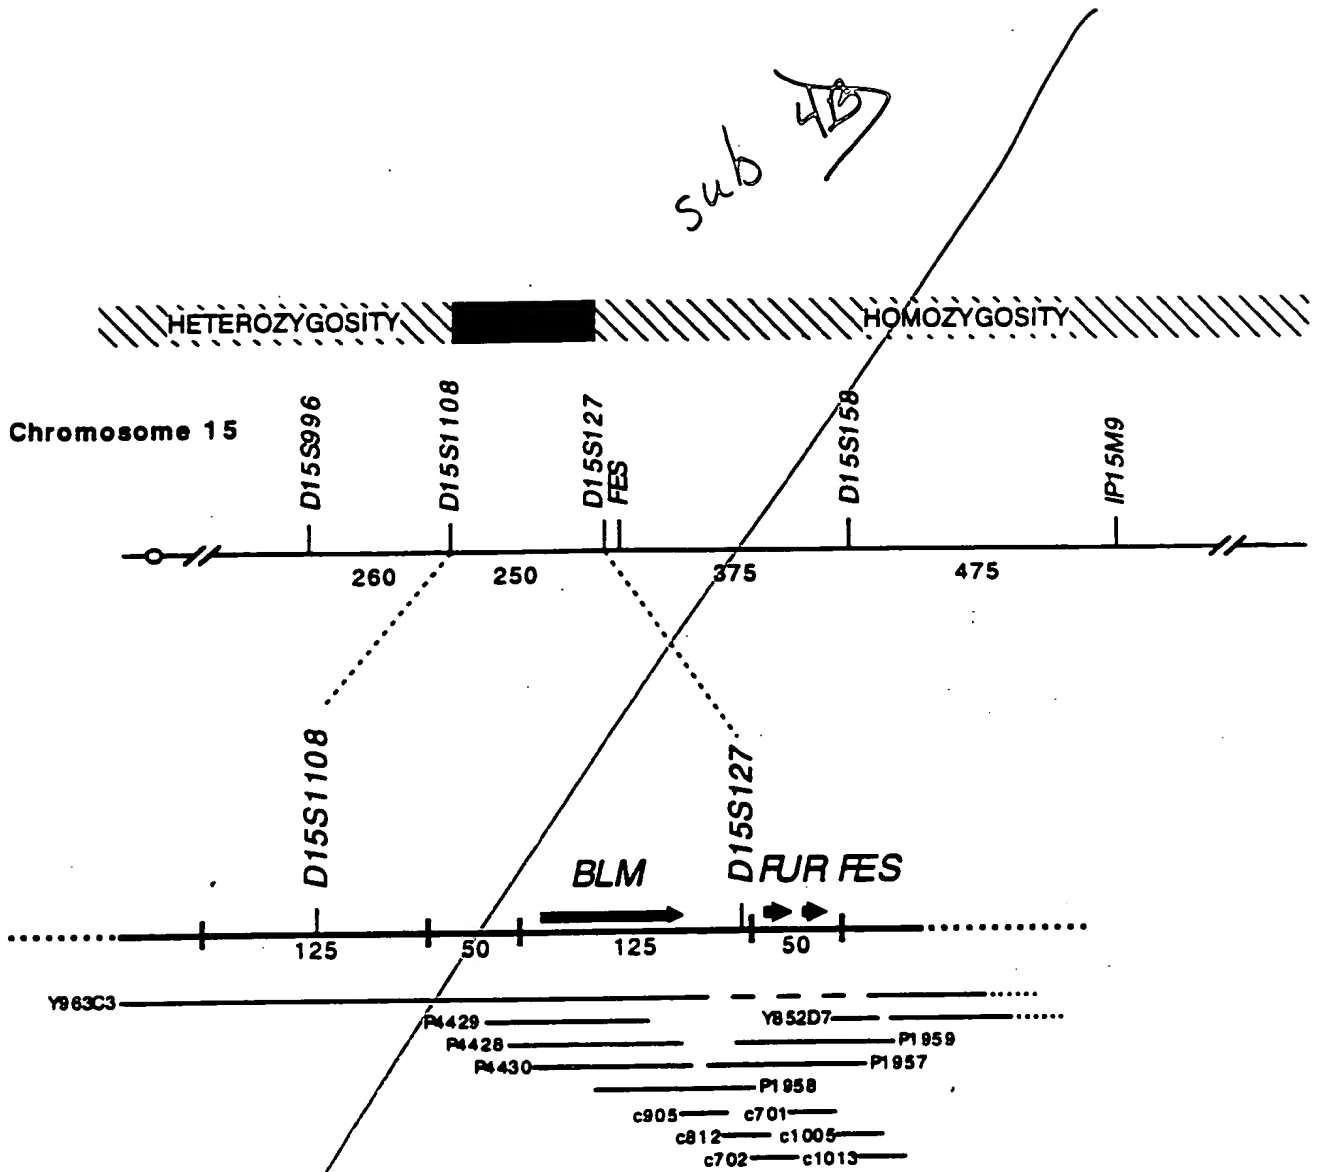 sub
HETEROZYGOSITY HOMOZYGOSITY
Chromosome 15
D15S996 D15S1108 D15S127 FES D15S158 IP15M9
260 250 375 475
D15S1108 D15S127
BLM FUR FES
125 50 125 50
Y963C3
P4429 Y852D7
P4428 P1959
P4430 P1957
P1958
c905 c701
c812 c1005
c702 c1013